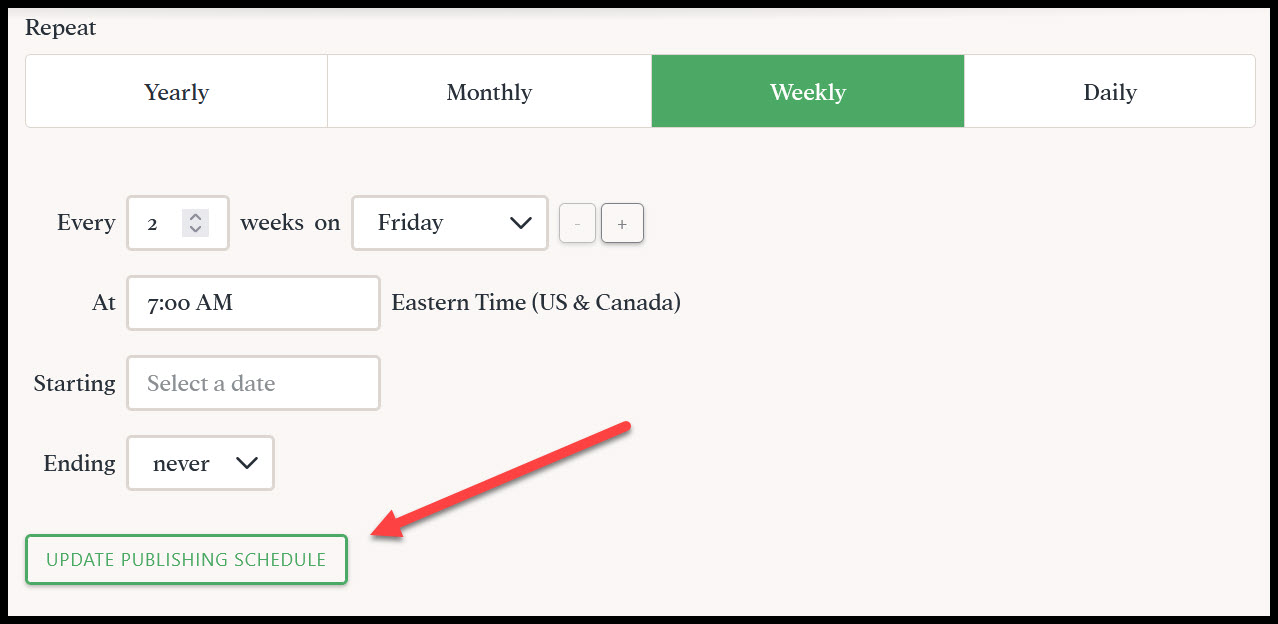 Repeat
Yearly Monthly Weekly Daily
Every 2 weeks on Friday - +
At 7:00 AM Eastern Time (US & Canada)
Starting Select a date
Ending never
UPDATE PUBLISHING SCHEDULE